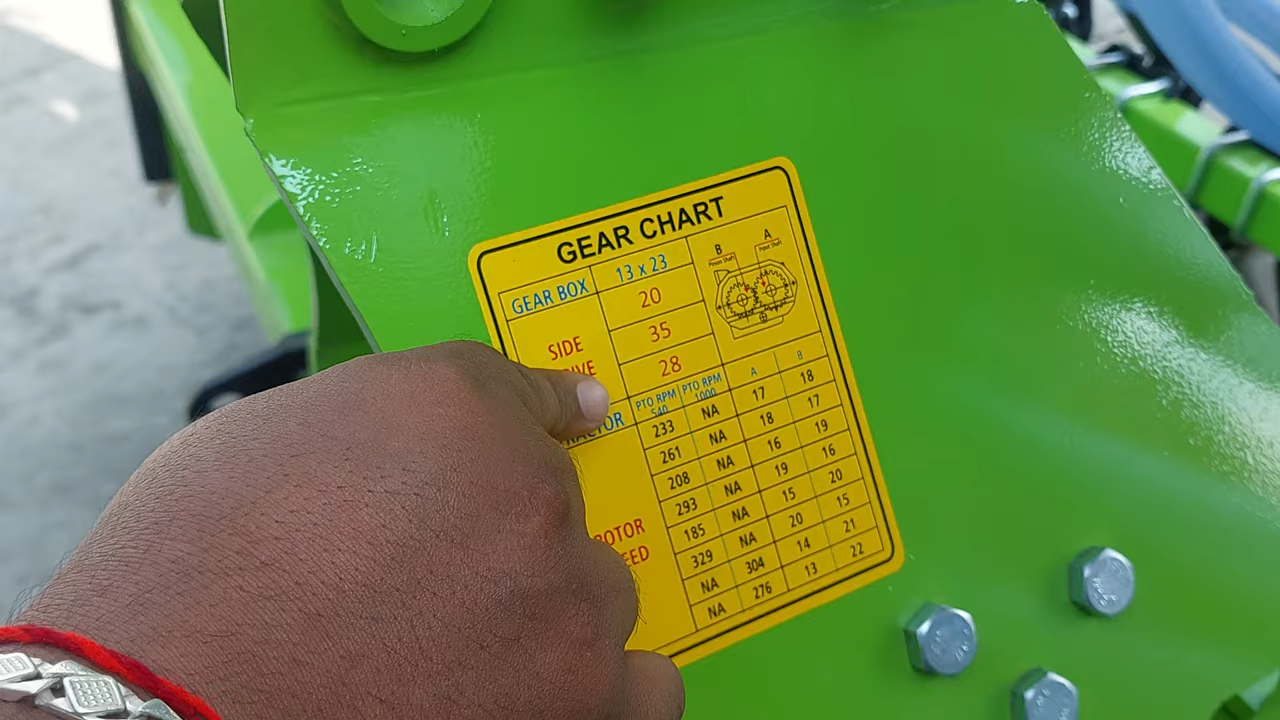 GEAR CHART
GEAR BOX 13 x 23
B A
Pinion Shaft Input Shaft
SIDE 20
35
28
PTO RPM 540 PTO RPM 1000 A B
233 NA 17 18
261 NA 18 17
208 NA 16 19
293 NA 19 16
185 NA 15 20
329 NA 20 15
NA 304 14 21
NA 276 13 22